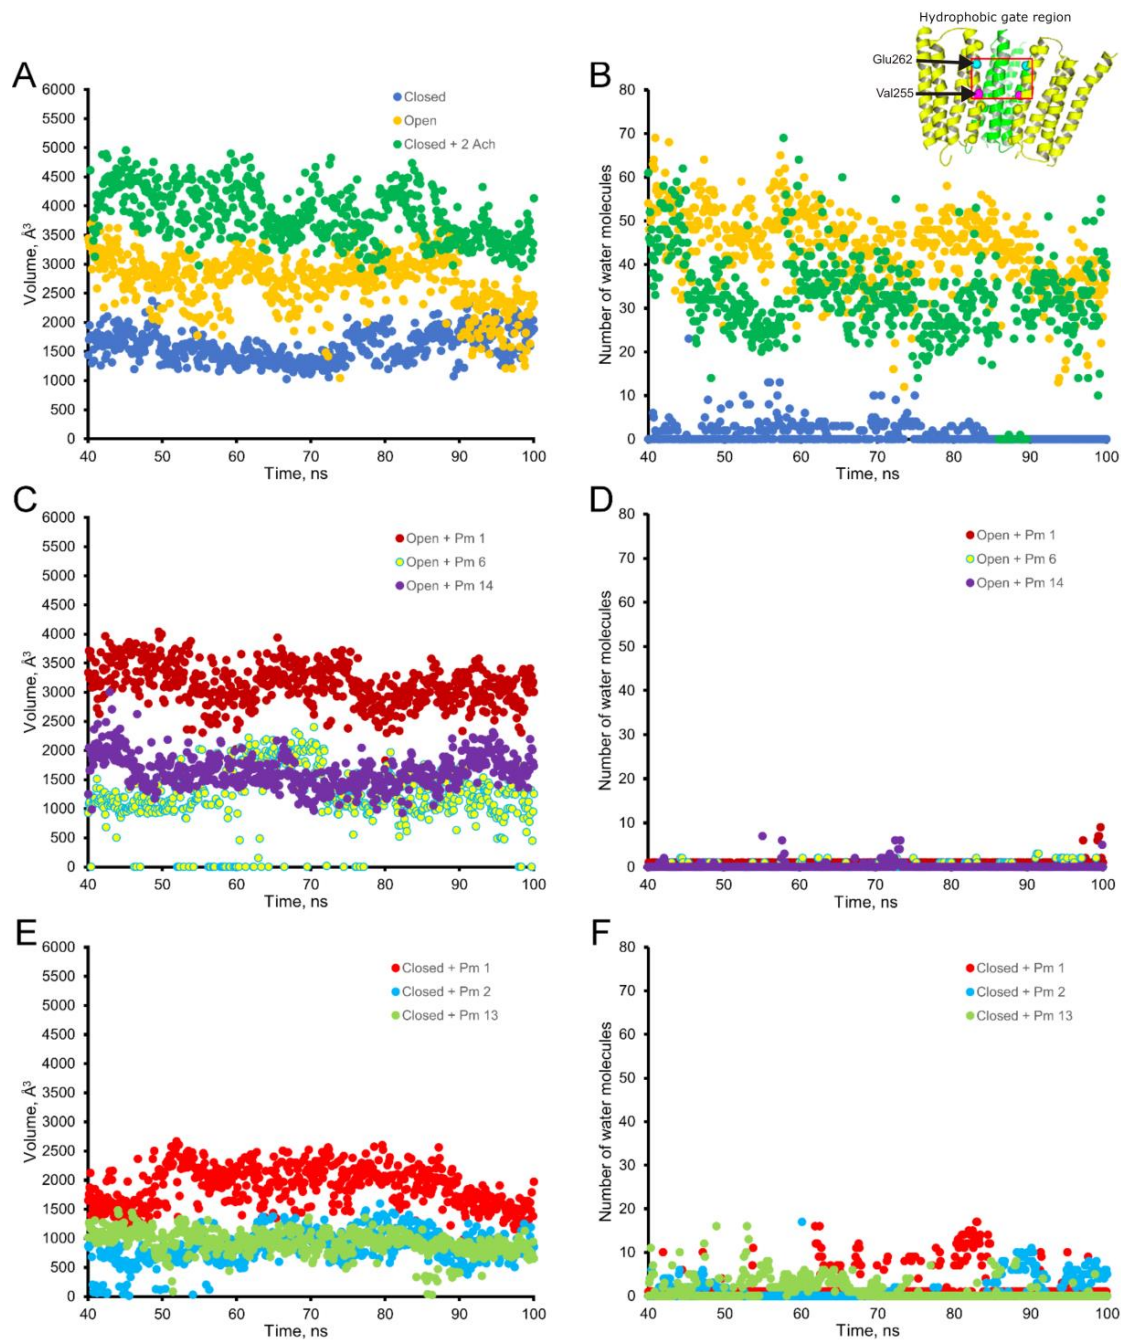 Hydrophobic gate region
Glu262
Val255
A
Volume, Å³
6000
5500
5000
4500
4000
3500
3000
2500
2000
1500
1000
500
0
Closed
Open
Closed + 2 Ach
40 50 60 70 80 90 100
Time, ns
B
Number of water molecules
80
70
60
50
40
30
20
10
0
40 50 60 70 80 90 100
Time, ns
C
Volume, Å³
6000
5500
5000
4500
4000
3500
3000
2500
2000
1500
1000
500
0
Open + Pm 1
Open + Pm 6
Open + Pm 14
40 50 60 70 80 90 100
Time, ns
D
Number of water molecules
80
70
60
50
40
30
20
10
0
Open + Pm 1
Open + Pm 6
Open + Pm 14
40 50 60 70 80 90 100
Time, ns
E
Volume, Å³
6000
5500
5000
4500
4000
3500
3000
2500
2000
1500
1000
500
0
Closed + Pm 1
Closed + Pm 2
Closed + Pm 13
40 50 60 70 80 90 100
Time, ns
F
Number of water molecules
80
70
60
50
40
30
20
10
0
Closed + Pm 1
Closed + Pm 2
Closed + Pm 13
40 50 60 70 80 90 100
Time, ns